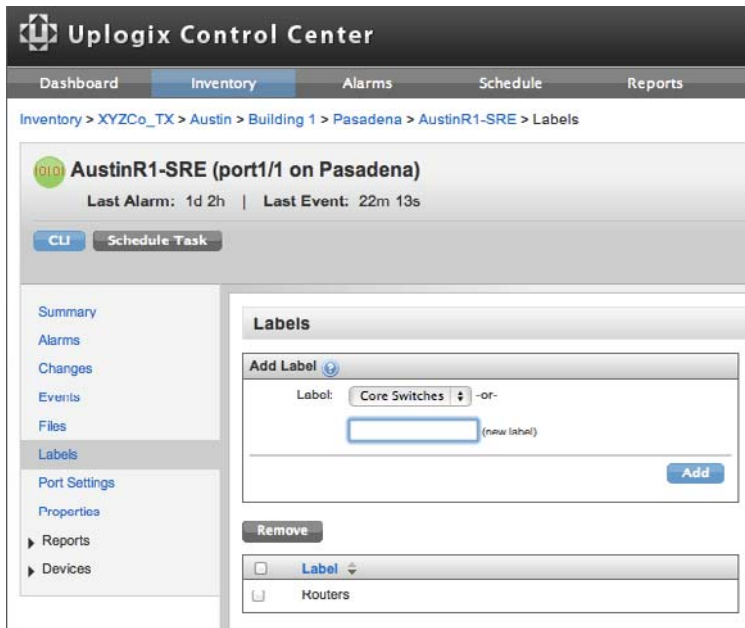 Uplogix Control Center
Dashboard Inventory Alarms Schedule Reports
Inventory > XYZCo_TX > Austin > Building 1 > Pasadena > AustinR1-SRE > Labels
AustinR1-SRE (port1/1 on Pasadena)
Last Alarm: 1d 2h | Last Event: 22m 13s
CLI Schedule Task
Summary
Alarms
Changes
Events
Files
Labels
Port Settings
Properties
Reports
Devices
Labels
Add Label
Label: Core Switches -or-
(new label)
Add
Remove
Label
Routers